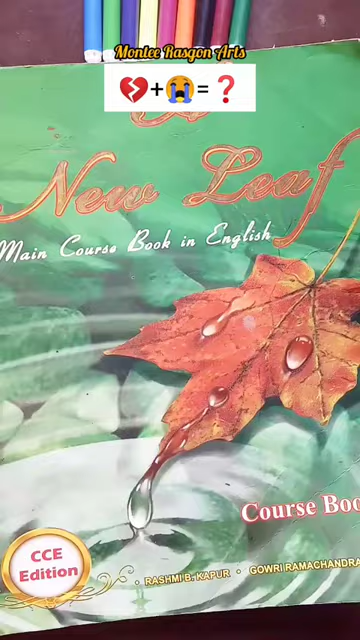 Montee Rasgon Arts
💔+😭=❓
New Leaf
Main Course Book in English
Course Boo
CCE
Edition
• RASHMI B. KAPUR • GOWRI RAMACHANDRA